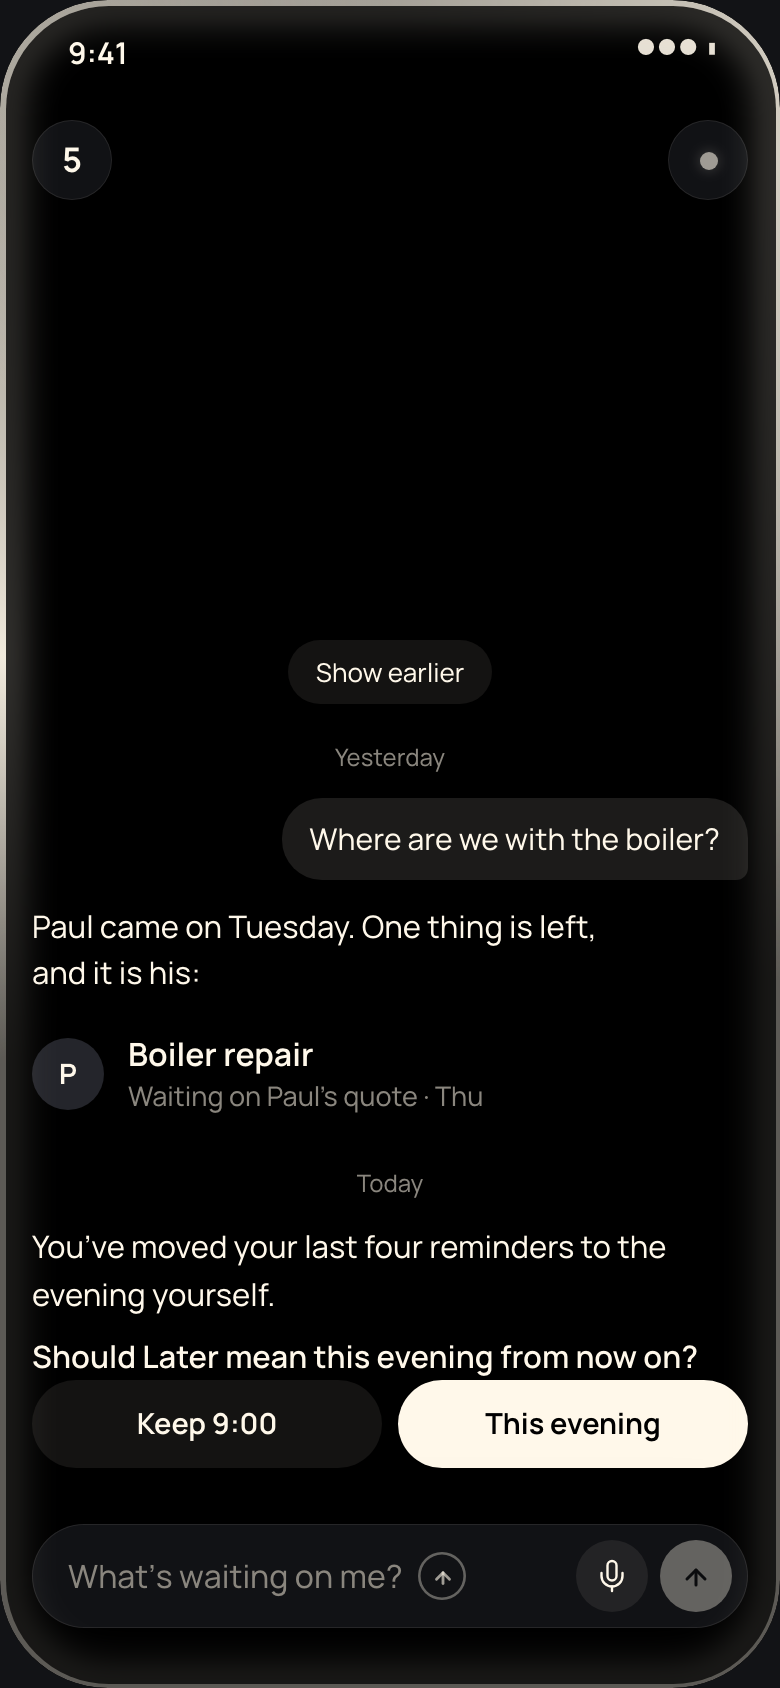 9:41
5
Show earlier
Yesterday
Where are we with the boiler?
Paul came on Tuesday. One thing is left,
and it is his:
P
Boiler repair
Waiting on Paul’s quote · Thu
Today
You’ve moved your last four reminders to the
evening yourself.
Should Later mean this evening from now on?
Keep 9:00
This evening
What’s waiting on me?